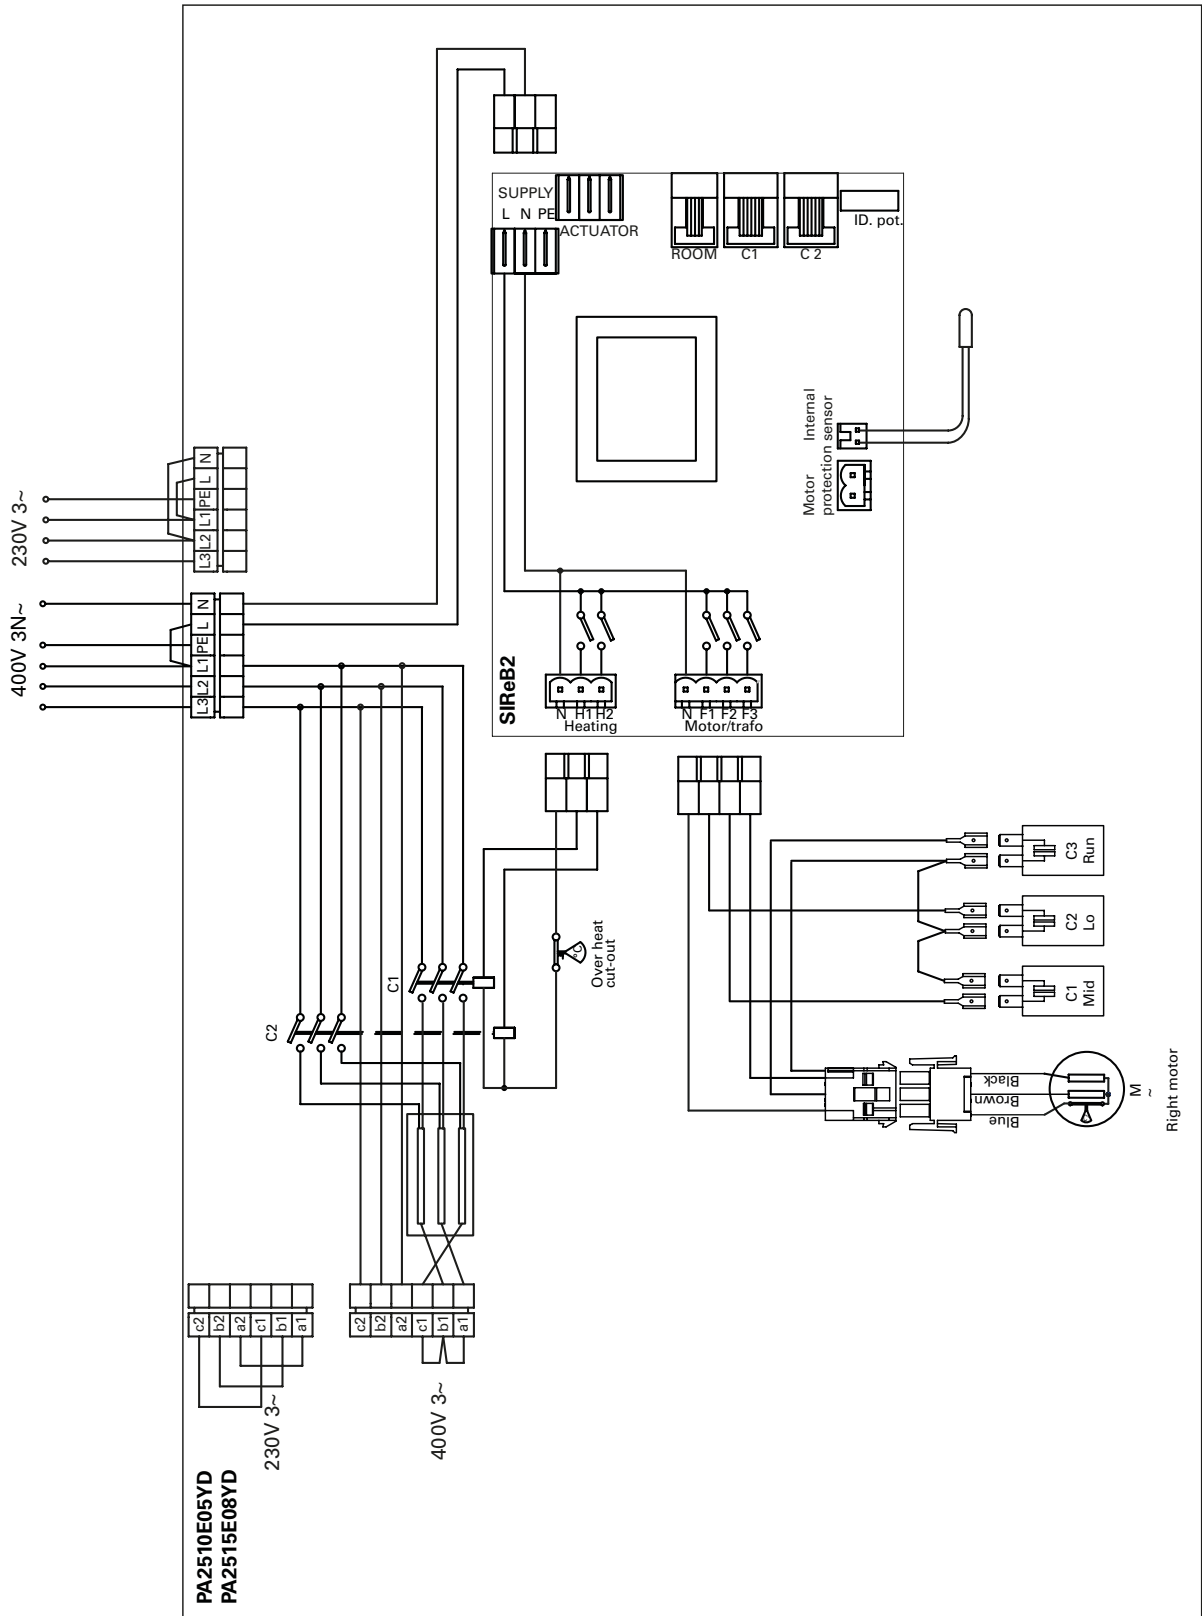 230V 3~
N
L
PE
L1
L2
L3
400V 3N~
N
L
PE
L1
L2
L3
SUPPLY
L N PE
ACTUATOR
ROOM
C1
C 2
ID. pot.
Internal
protection sensor
Motor
SIReB2
N H1 H2
Heating
N F1 F2 F3
Motor/trafo
C1
C2
°C
Over heat
cut-out
C3
Run
C2
Lo
C1
Mid
Black
Brown
Blue
M
~
Right motor
c2
b2
a2
c1
b1
a1
230V 3~
c2
b2
a2
c1
b1
a1
400V 3~
PA2510E05YD
PA2515E08YD